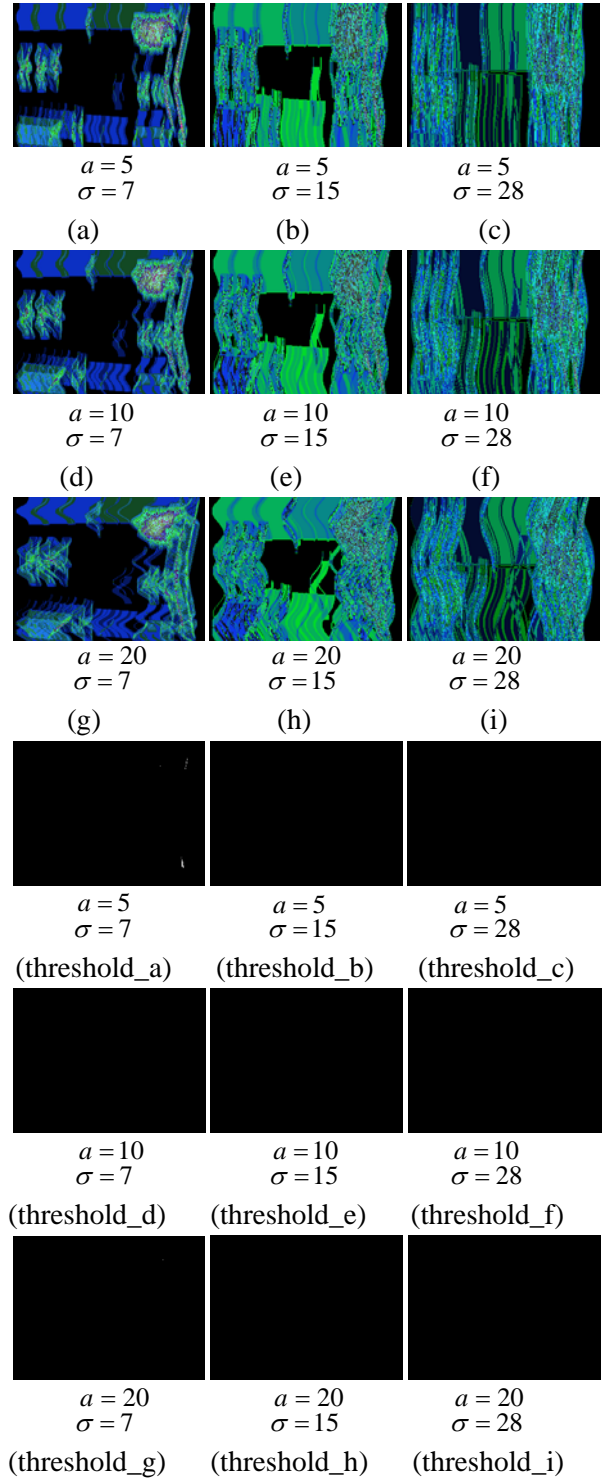 a = 5 a = 5 a = 5
σ = 7 σ = 15 σ = 28
(a) (b) (c)
a = 10 a = 10 a = 10
σ = 7 σ = 15 σ = 28
(d) (e) (f)
a = 20 a = 20 a = 20
σ = 7 σ = 15 σ = 28
(g) (h) (i)
a = 5 a = 5 a = 5
σ = 7 σ = 15 σ = 28
(threshold_a) (threshold_b) (threshold_c)
a = 10 a = 10 a = 10
σ = 7 σ = 15 σ = 28
(threshold_d) (threshold_e) (threshold_f)
a = 20 a = 20 a = 20
σ = 7 σ = 15 σ = 28
(threshold_g) (threshold_h) (threshold_i)